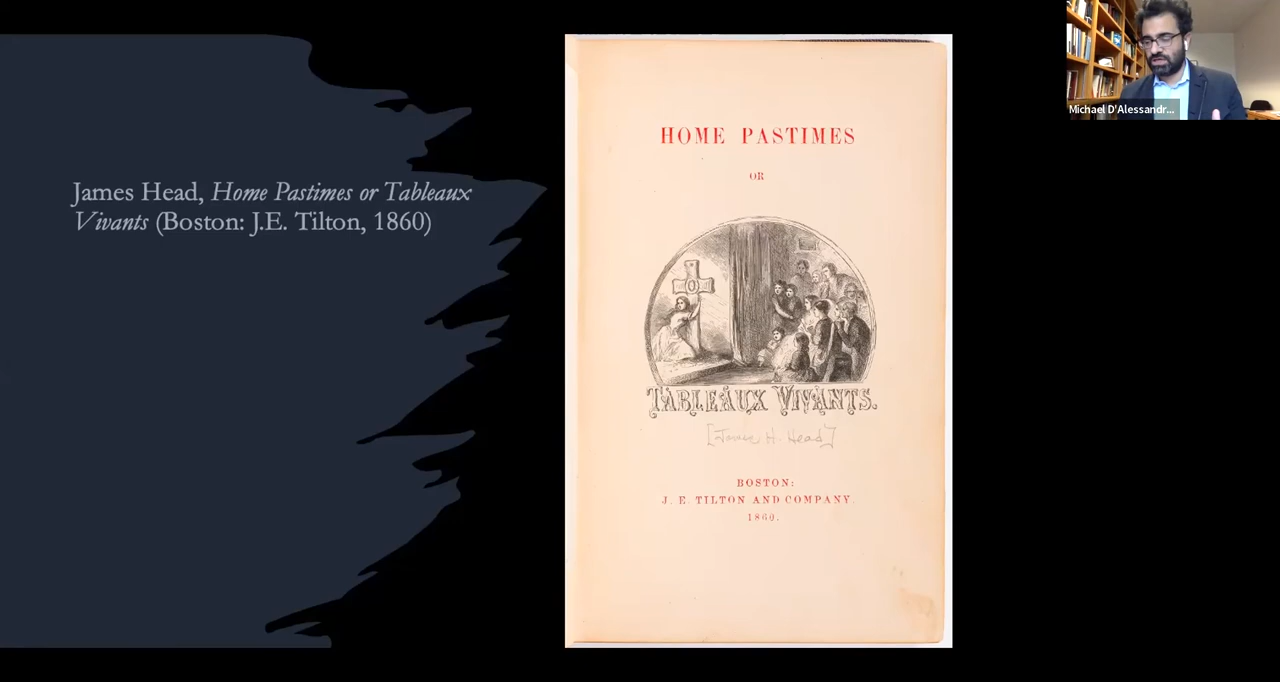 James Head, Home Pastimes or Tableaux
Vivants (Boston: J.E. Tilton, 1860)
HOME PASTIMES
OR
TABLEAUX VIVANTS.
[James H. Head]
BOSTON:
J. E. TILTON AND COMPANY.
1860.
Michael D'Alessandr...